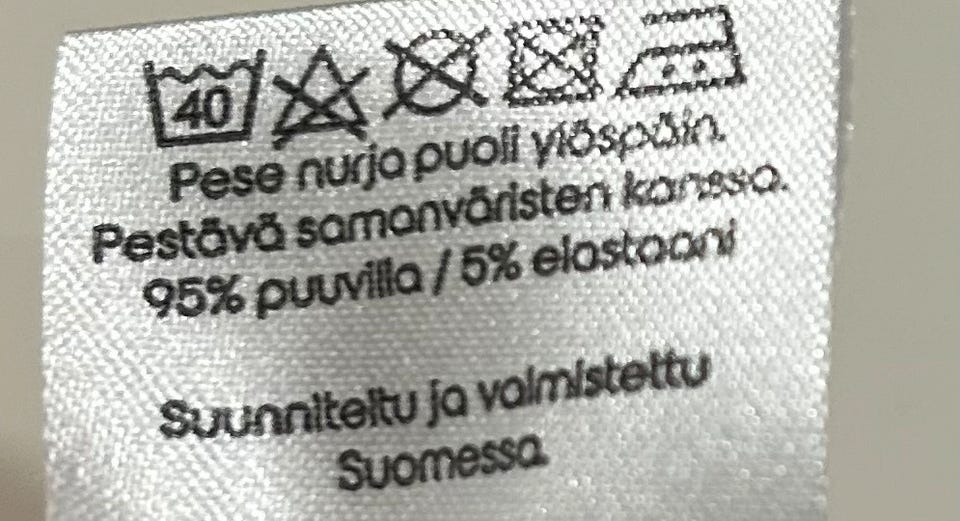 40
Pese nurja puoli ylöspäin.
Pestävä samanväristen kanssa.
95% puuvilla / 5% elastaani
Suunniteltu ja valmistettu
Suomessa